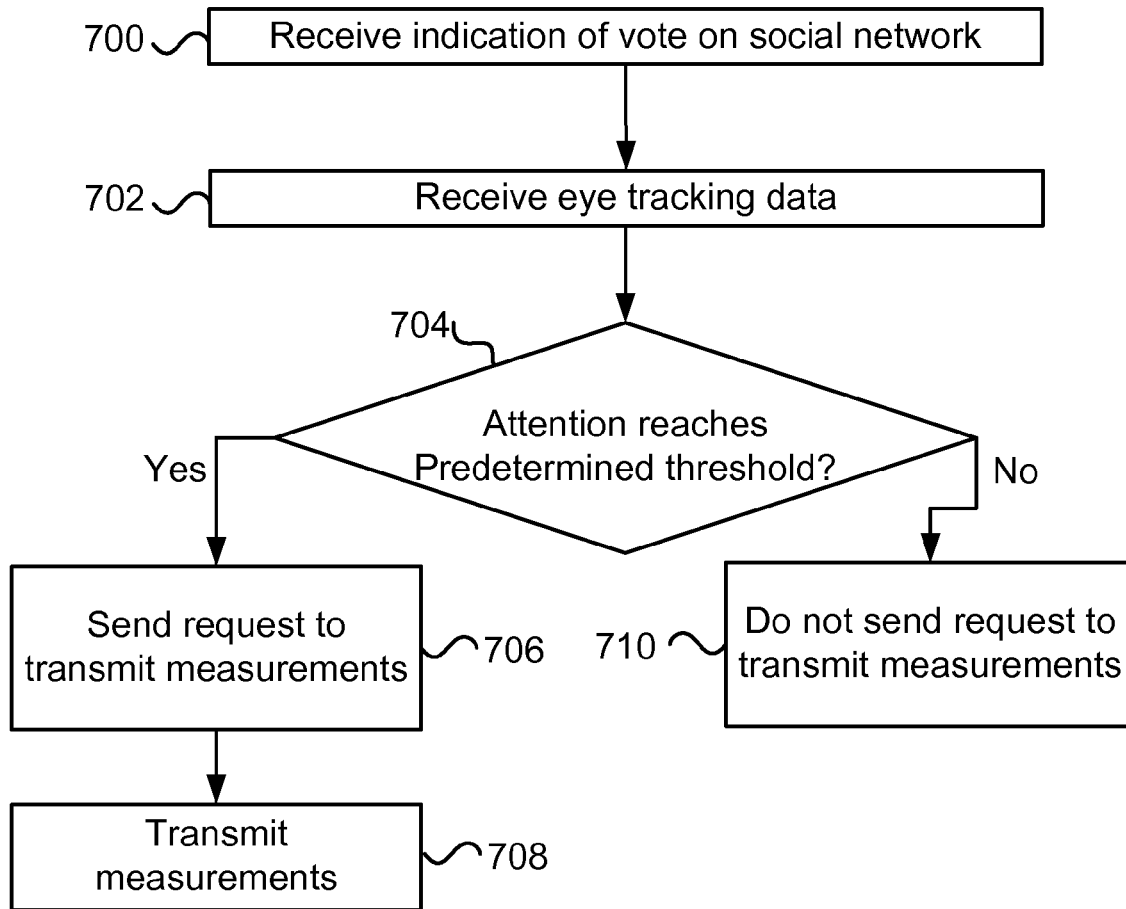 700
Receive indication of vote on social network
702
Receive eye tracking data
704
Attention reaches
Predetermined threshold?
Yes
No
Send request to
transmit measurements
706
710
Do not send request to
transmit measurements
Transmit
measurements
708